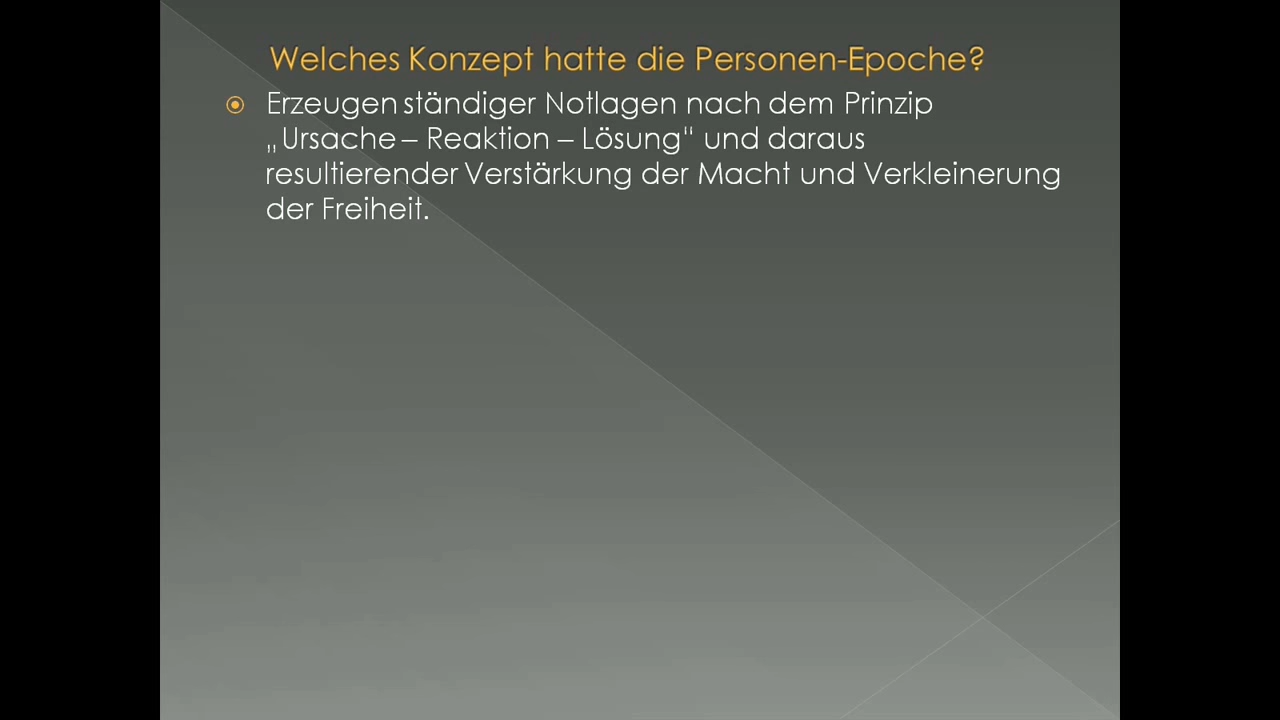 Welches Konzept hatte die Personen-Epoche?
Erzeugen ständiger Notlagen nach dem Prinzip
„Ursache – Reaktion – Lösung“ und daraus
resultierender Verstärkung der Macht und Verkleinerung
der Freiheit.